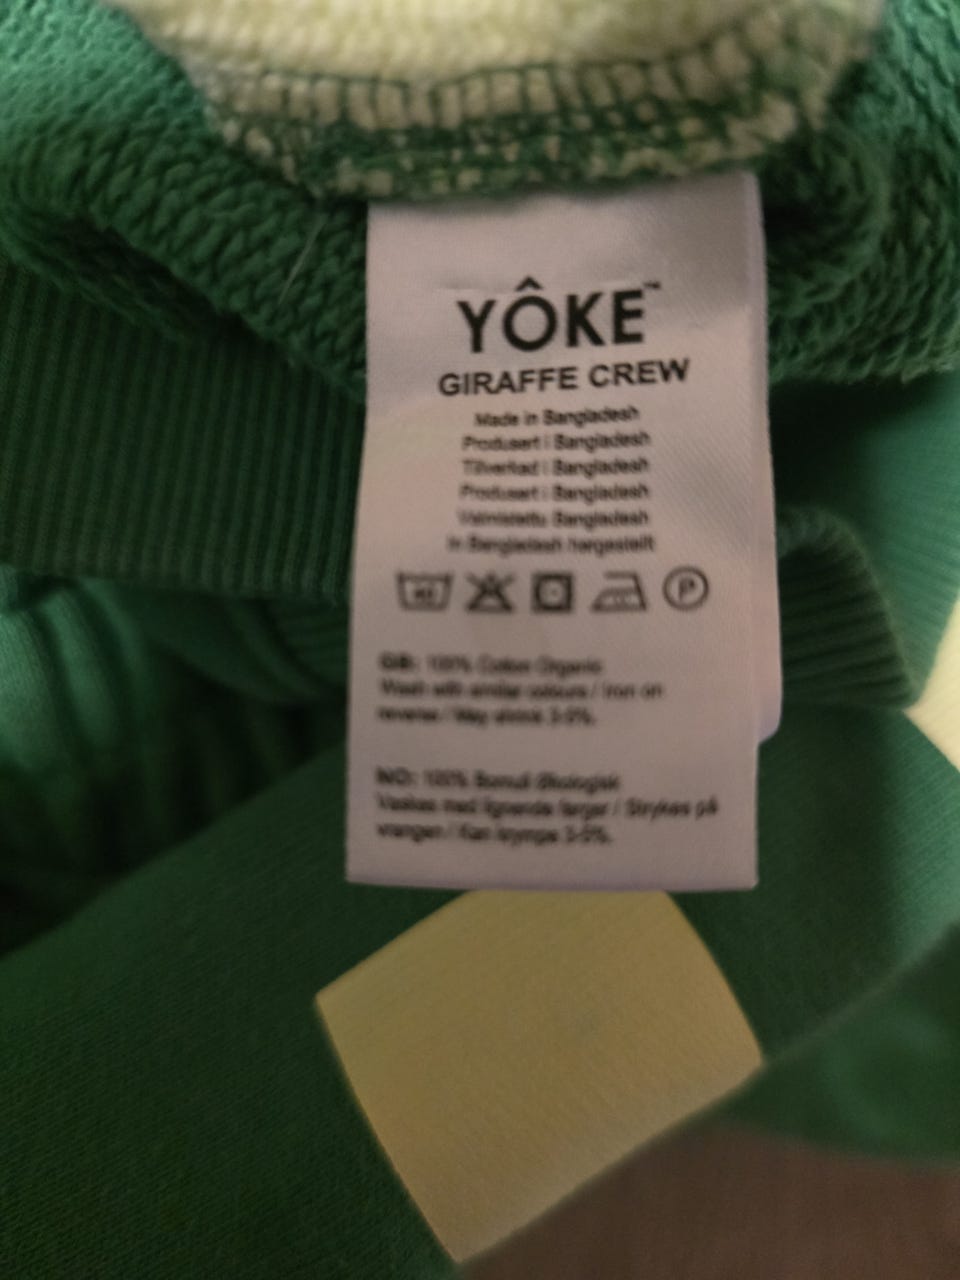 YÔKE™
GIRAFFE CREW
Made in Bangladesh
Produsert i Bangladesh
Tillverkad i Bangladesh
Produsert i Bangladesh
Valmistettu Bangladesh
In Bangladesh hergestellt
P
GB: 100% Cotton Organic
Wash with similar colours / Iron on
reverse / May shrink 3-5%.
NO: 100% Bomull Økologisk
Vaskes med lignende farger / Strykes på
vrangen / Kan krympe 3-5%.